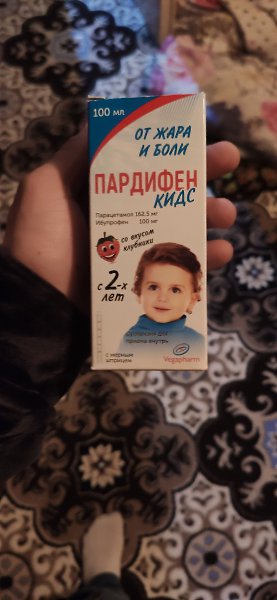 100 мл
ОТ ЖАРА
И БОЛИ
ПАРДИФЕН
КИДС
Парацетамол 162,5 мг
Ибупрофен 100 мг
со вкусом
клубники
с 2-х
лет
Суспензия для
приема внутрь
с мерным
шприцем
Vegapharm